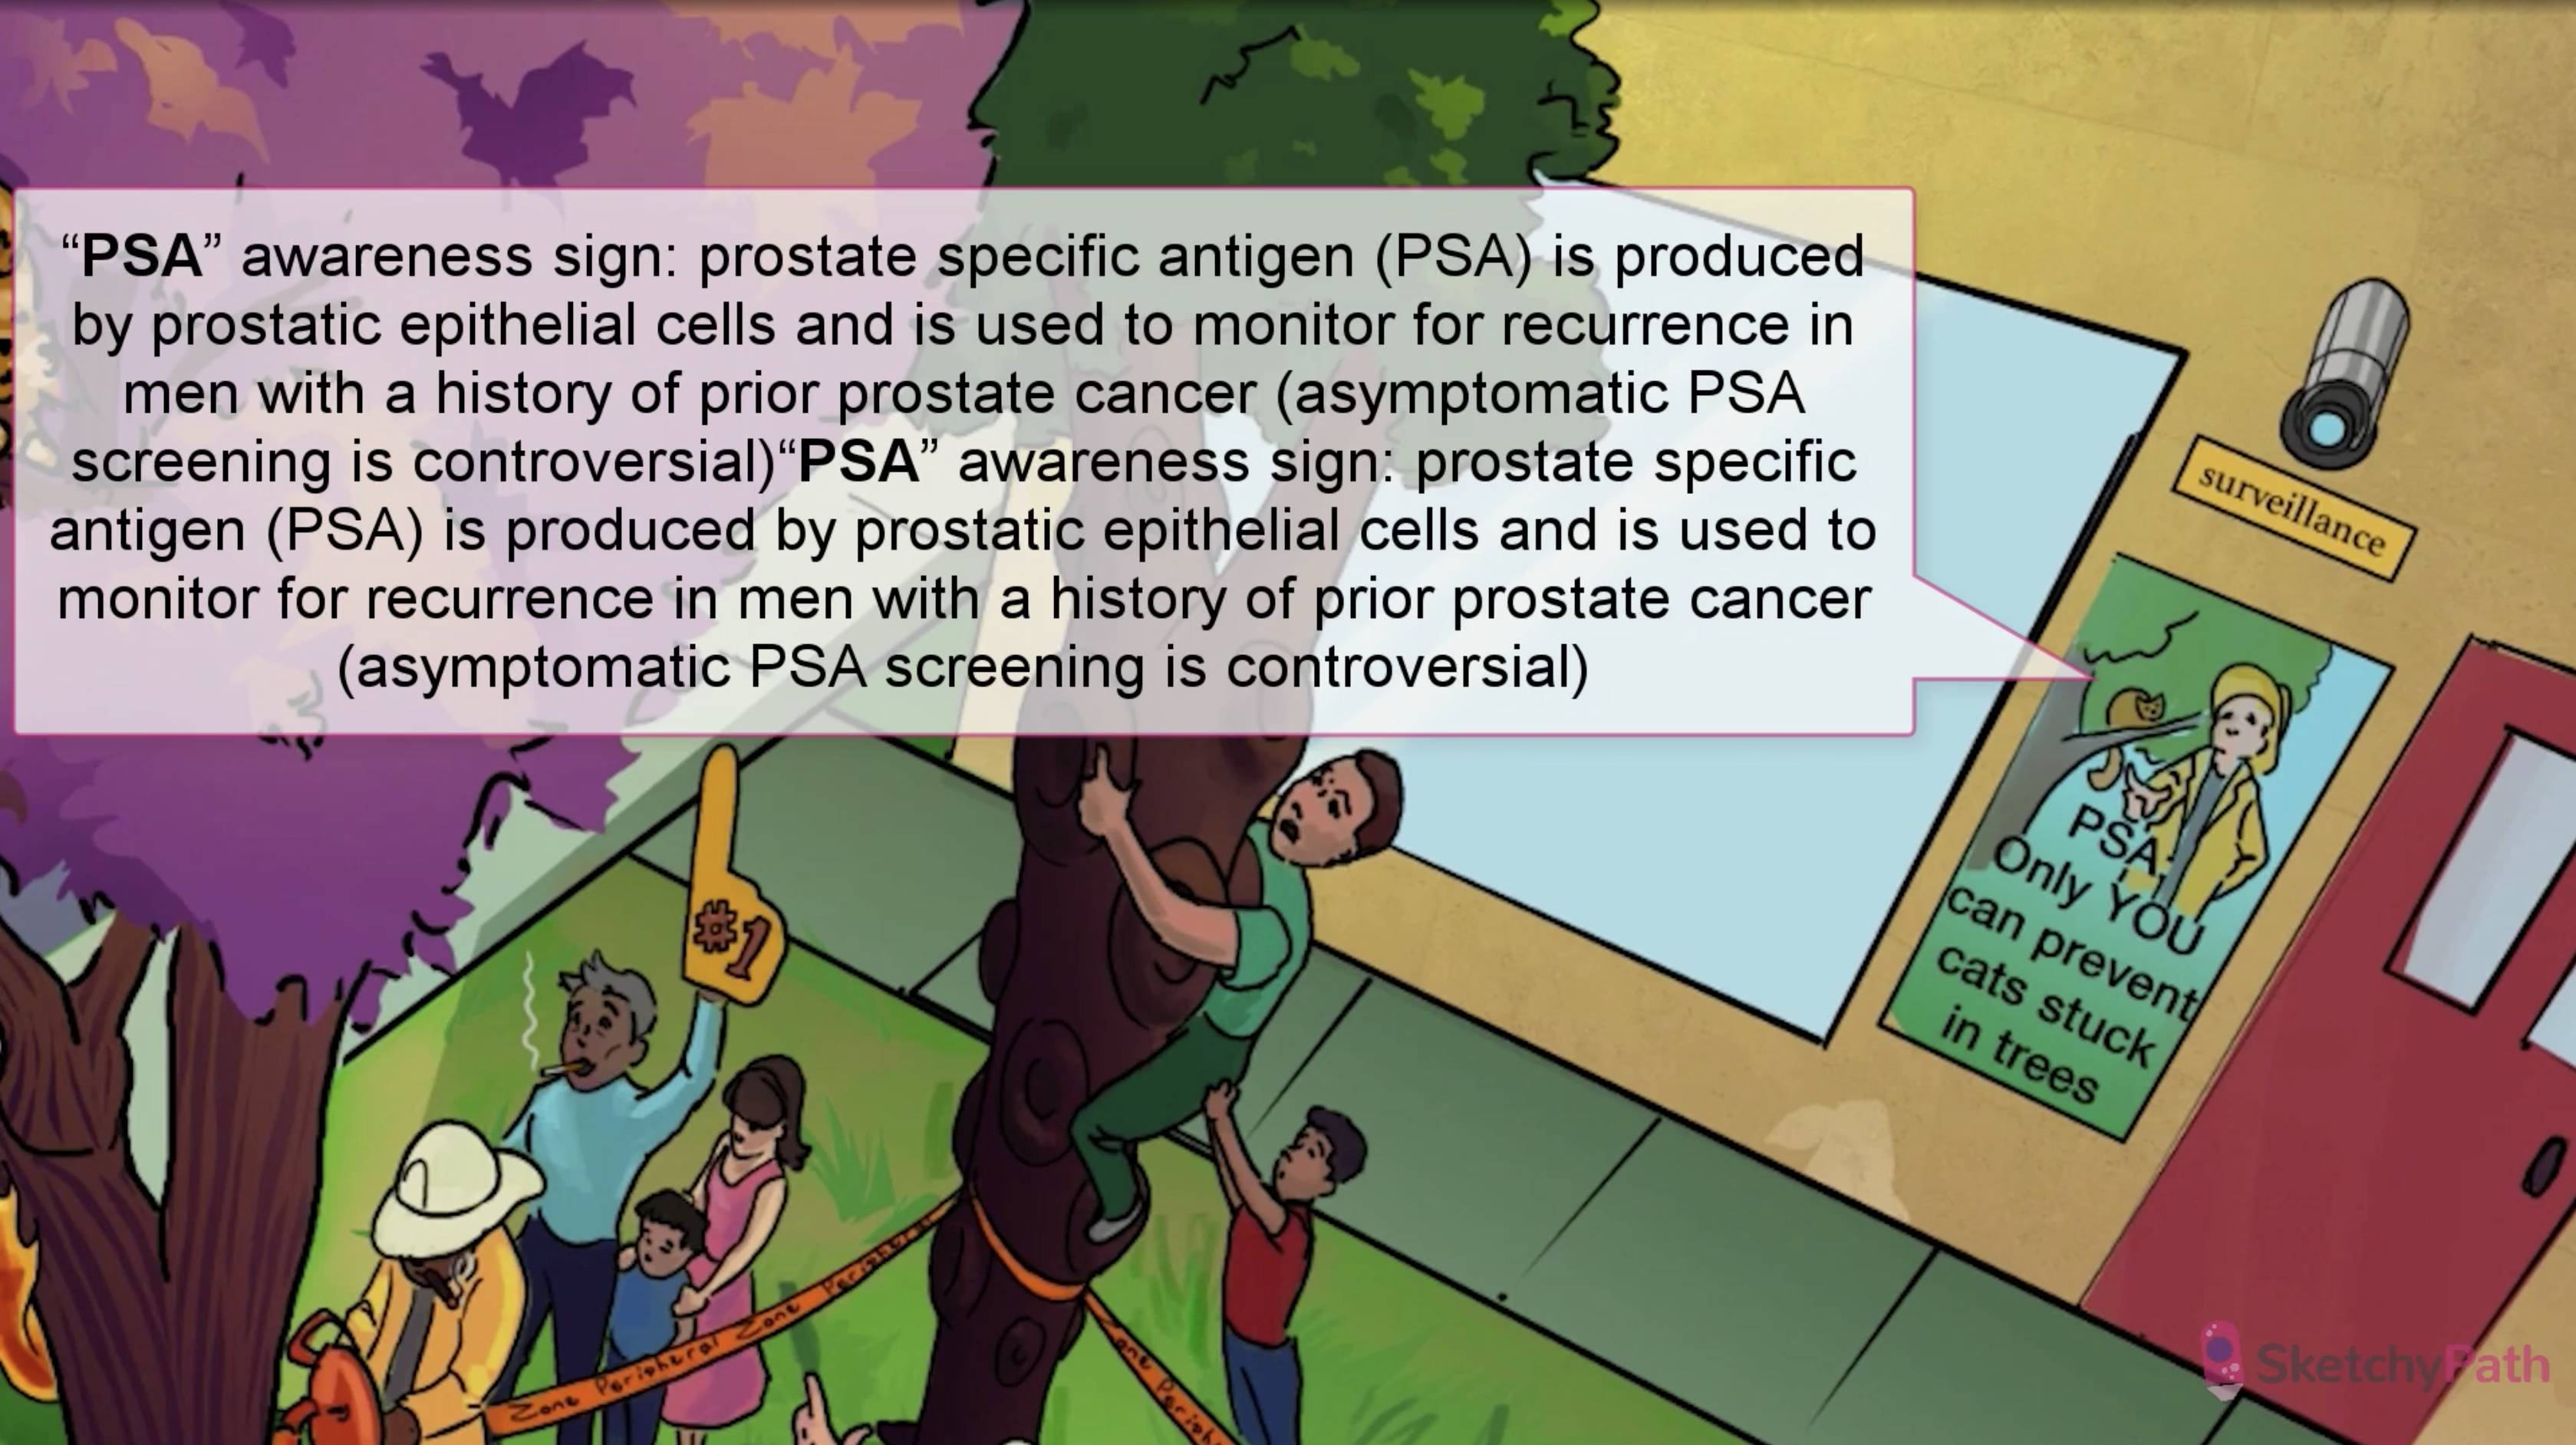 “PSA” awareness sign: prostate specific antigen (PSA) is produced
by prostatic epithelial cells and is used to monitor for recurrence in
men with a history of prior prostate cancer (asymptomatic PSA
screening is controversial)“PSA” awareness sign: prostate specific
antigen (PSA) is produced by prostatic epithelial cells and is used to
monitor for recurrence in men with a history of prior prostate cancer
(asymptomatic PSA screening is controversial)
surveillance
PSA:
Only YOU
can prevent
cats stuck
in trees
#1
Zone Peripheral Zone Peripheral
Zone Periphe
SketchyPath